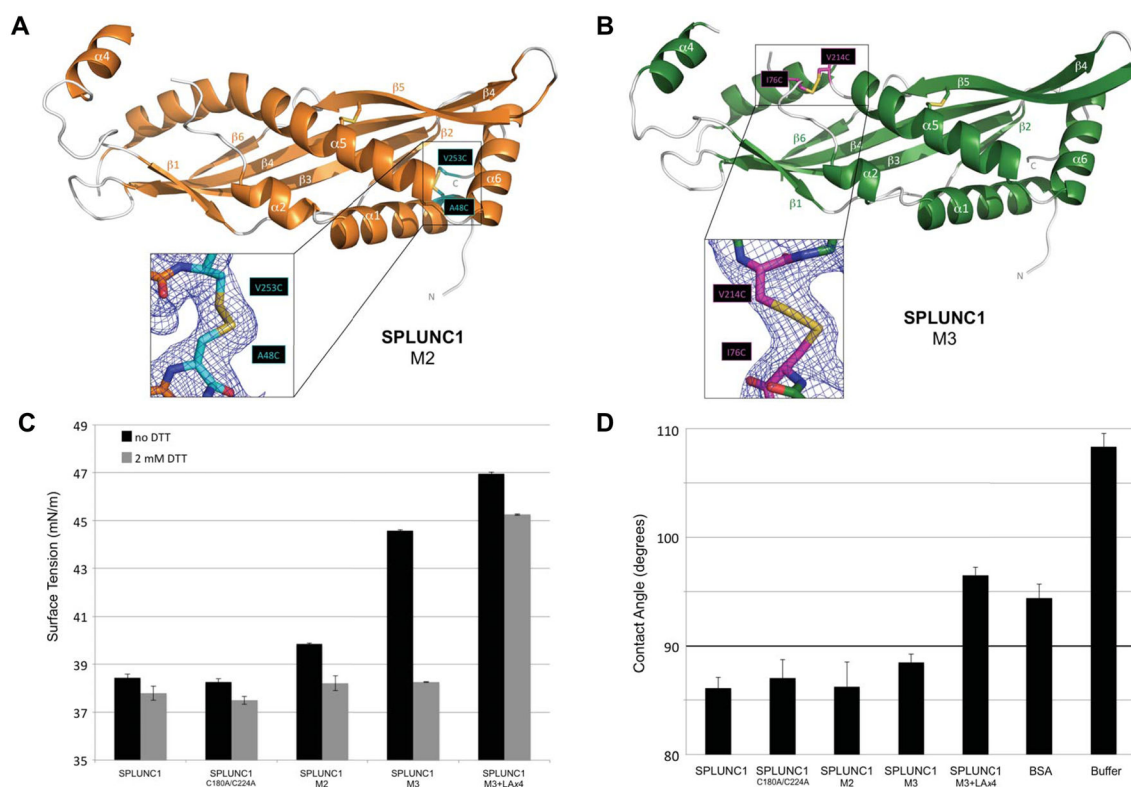 A
α4
β5
β4
β6
β2
α5
β1
β4
V253C
β3
C
α6
A48C
α2
α1
N
V253C
A48C
SPLUNC1
M2
B
α4
V214C
I76C
β5
β4
α5
β6
β2
β4
α6
β3
α2
C
β1
α1
N
V214C
I76C
SPLUNC1
M3
C
Surface Tension (mN/m)
49
47
45
43
41
39
37
35
no DTT
2 mM DTT
SPLUNC1
SPLUNC1
C180A/C224A
SPLUNC1
M2
SPLUNC1
M3
SPLUNC1
M3+LAx4
D
Contact Angle (degrees)
110
100
90
80
SPLUNC1
SPLUNC1
C180A/C224A
SPLUNC1
M2
SPLUNC1
M3
SPLUNC1
M3+LAx4
BSA
Buffer